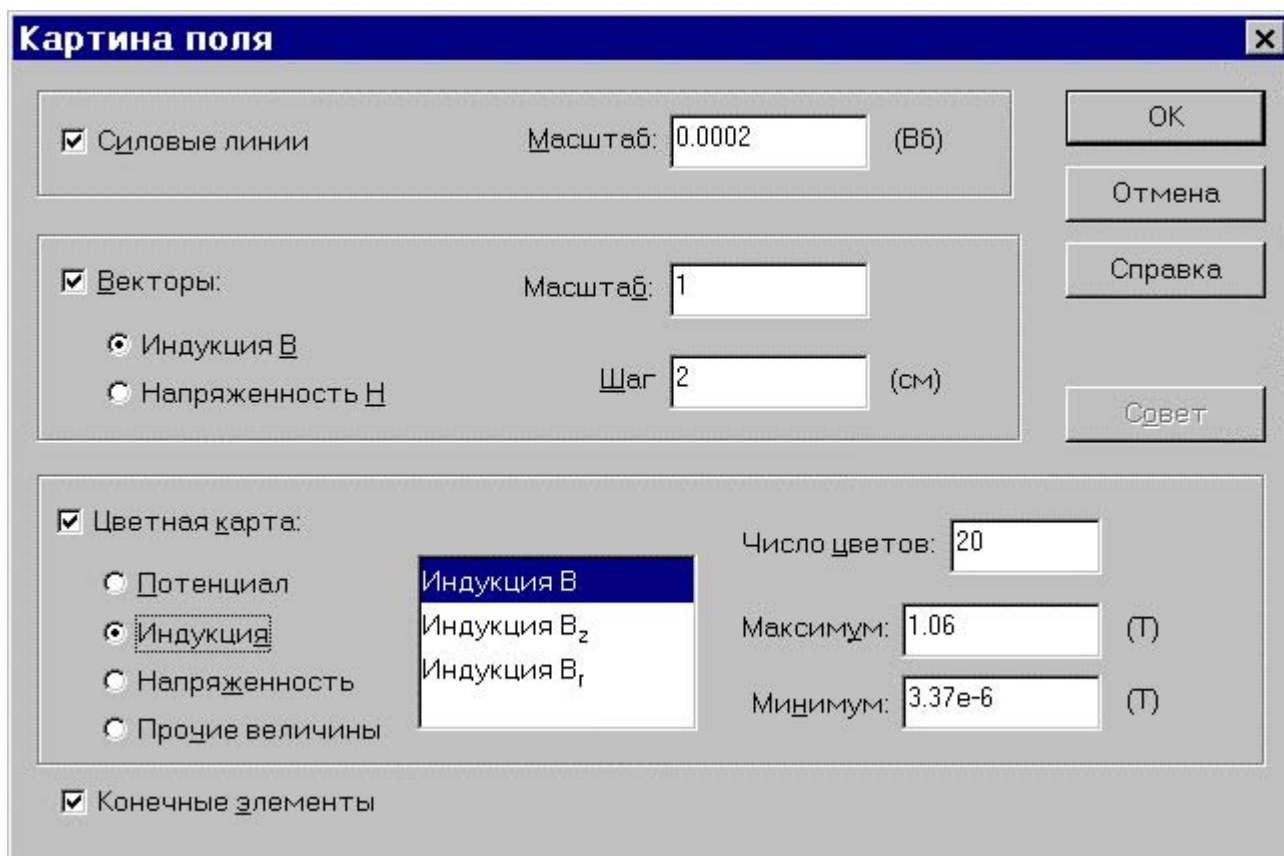 Картина поля
Силовые линии
Масштаб: 0.0002 (Вб)
OK
Отмена
Справка
Совет
Векторы:
Масштаб: 1
Индукция B
Напряженность H
Шаг 2 (см)
Цветная карта:
Потенциал
Индукция
Напряженность
Прочие величины
Индукция B
Индукция Bz
Индукция Br
Число цветов: 20
Максимум: 1.06 (T)
Минимум: 3.37e-6 (T)
Конечные элементы